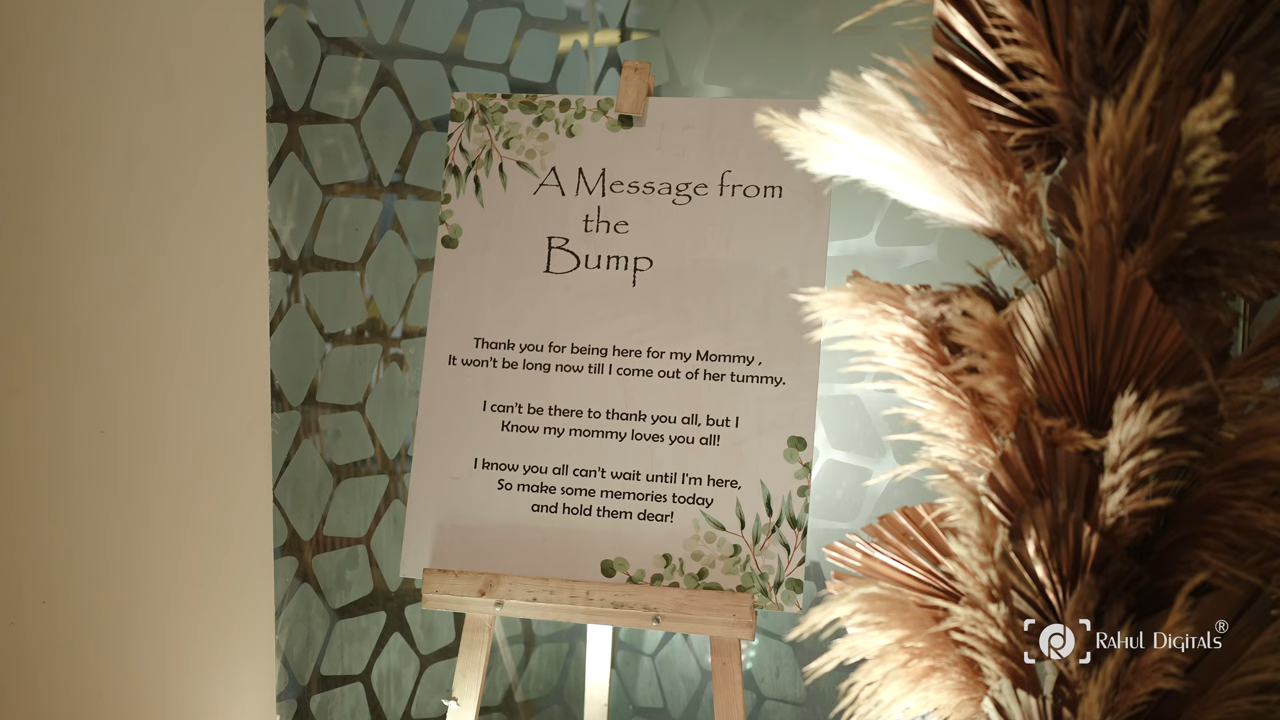 A Message from
the
Bump
Thank you for being here for my Mommy ,
It won't be long now till I come out of her tummy.
I can't be there to thank you all, but I
Know my mommy loves you all!
I know you all can't wait until I'm here,
So make some memories today
and hold them dear!
Rahul Digitals®